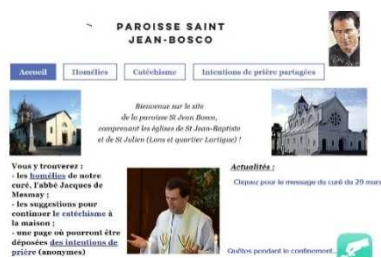 PAROISSE SAINT
JEAN-BOSCO
Accueil
Homélies
Catéchisme
Intentions de prière partagées
Bienvenue sur le site
de la paroisse St Jean Bosco,
comprenant les églises de St Jean-Baptiste
et de St Julien (Lons et quartier Lartigue) !
Vous y trouverez :
- les homélies de notre
curé, l'abbé Jacques de
Mesmay ;
- les suggestions pour
continuer le catéchisme à
la maison ;
- une page où pourront être
déposées des intentions de
prière (anonymes)
Actualités :
Cliquez pour le message du curé du 29 mars
Quêtes pendant le confinement...